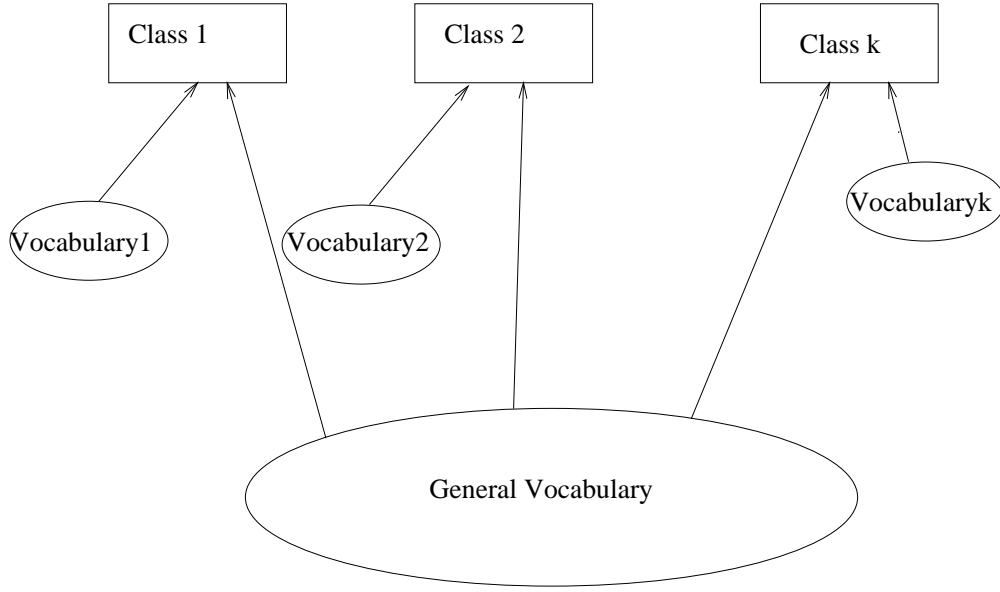 Class 1
Class 2
Class k
Vocabulary1
Vocabulary2
Vocabularyk
General Vocabulary